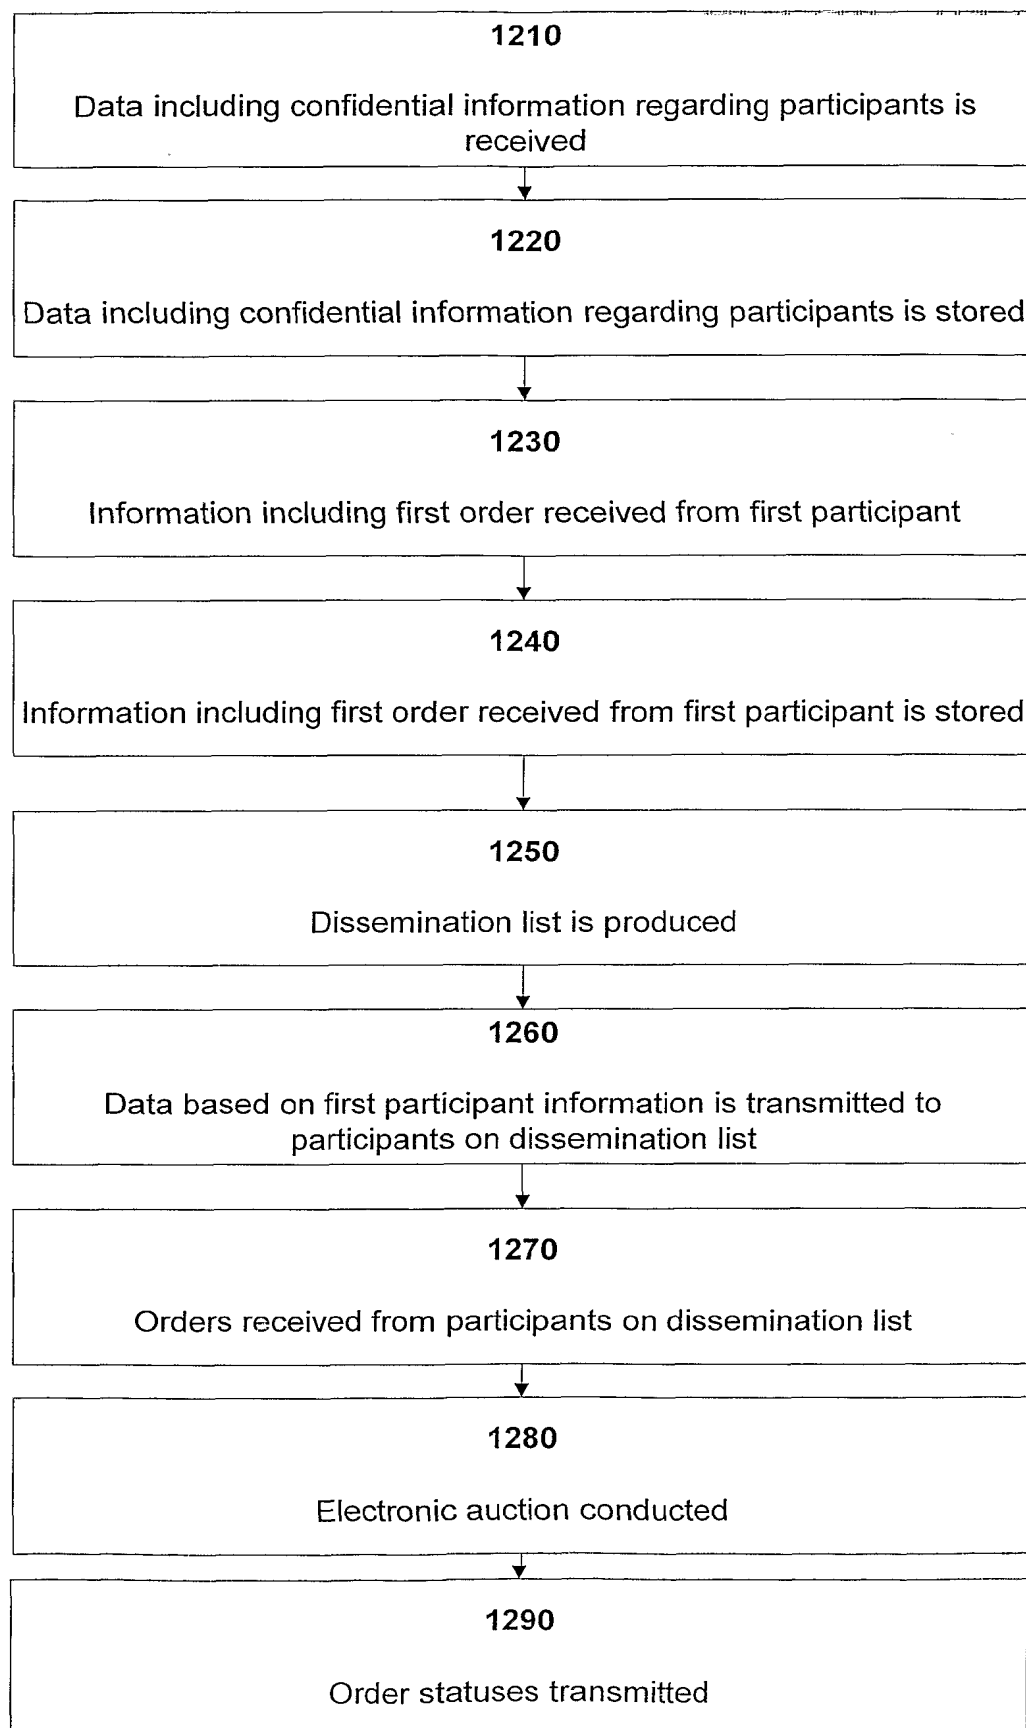 1210
Data including confidential information regarding participants is
received
1220
Data including confidential information regarding participants is stored
1230
Information including first order received from first participant
1240
Information including first order received from first participant is stored
1250
Dissemination list is produced
1260
Data based on first participant information is transmitted to
participants on dissemination list
1270
Orders received from participants on dissemination list
1280
Electronic auction conducted
1290
Order statuses transmitted